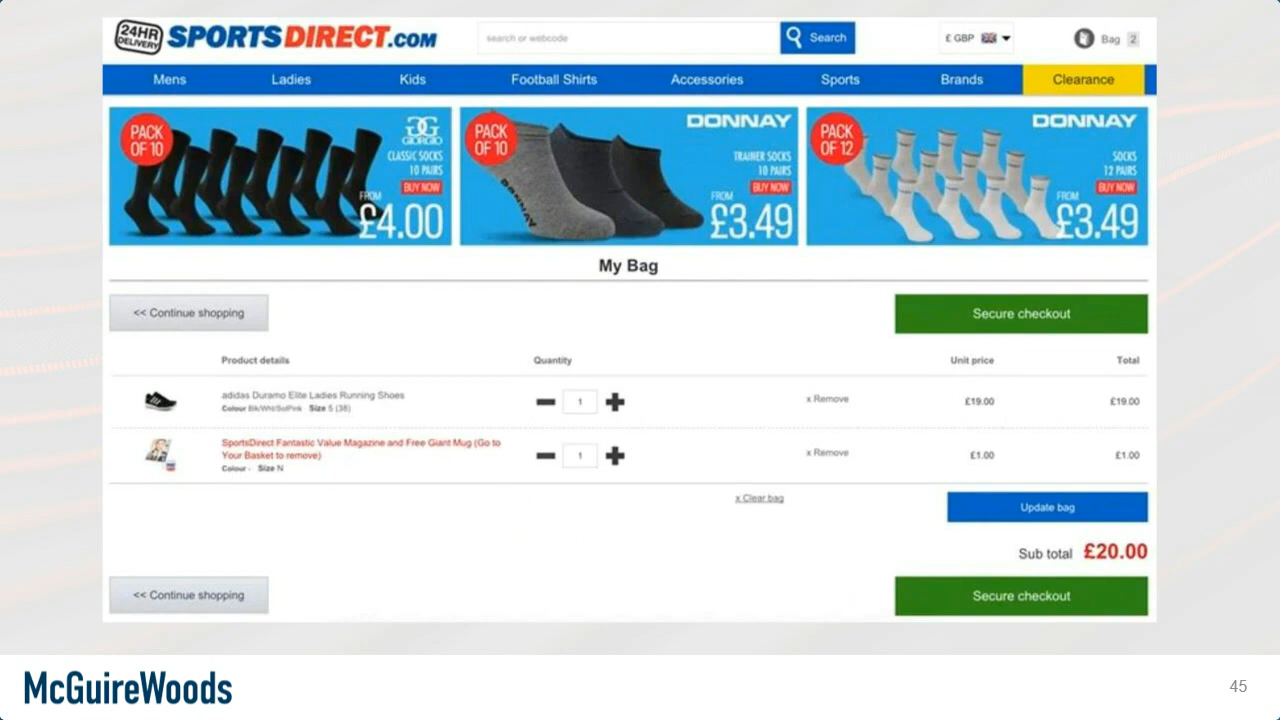 24HR
DELIVERY
SPORTSDIRECT.COM
search or webcode
Search
£ GBP
Bag 2
Mens Ladies Kids Football Shirts Accessories Sports Brands Clearance
PACK
OF 10
GIORGIO
CLASSIC SOCKS
10 PAIRS
BUY NOW
FROM
£4.00
PACK
OF 10
DONNAY
DONNAY
TRAINER SOCKS
10 PAIRS
BUY NOW
FROM
£3.49
PACK
OF 12
DONNAY
SOCKS
12 PAIRS
BUY NOW
FROM
£3.49
My Bag
<< Continue shopping
Secure checkout
Product details Quantity Unit price Total
adidas Duramo Elite Ladies Running Shoes
Colour Blk/Wht/SolPink Size 5 (38)
1
x Remove
£19.00
£19.00
SportsDirect Fantastic Value Magazine and Free Giant Mug (Go to
Your Basket to remove)
Colour - Size N
1
x Remove
£1.00
£1.00
x Clear bag
Update bag
Sub total £20.00
<< Continue shopping
Secure checkout
McGuireWoods
45